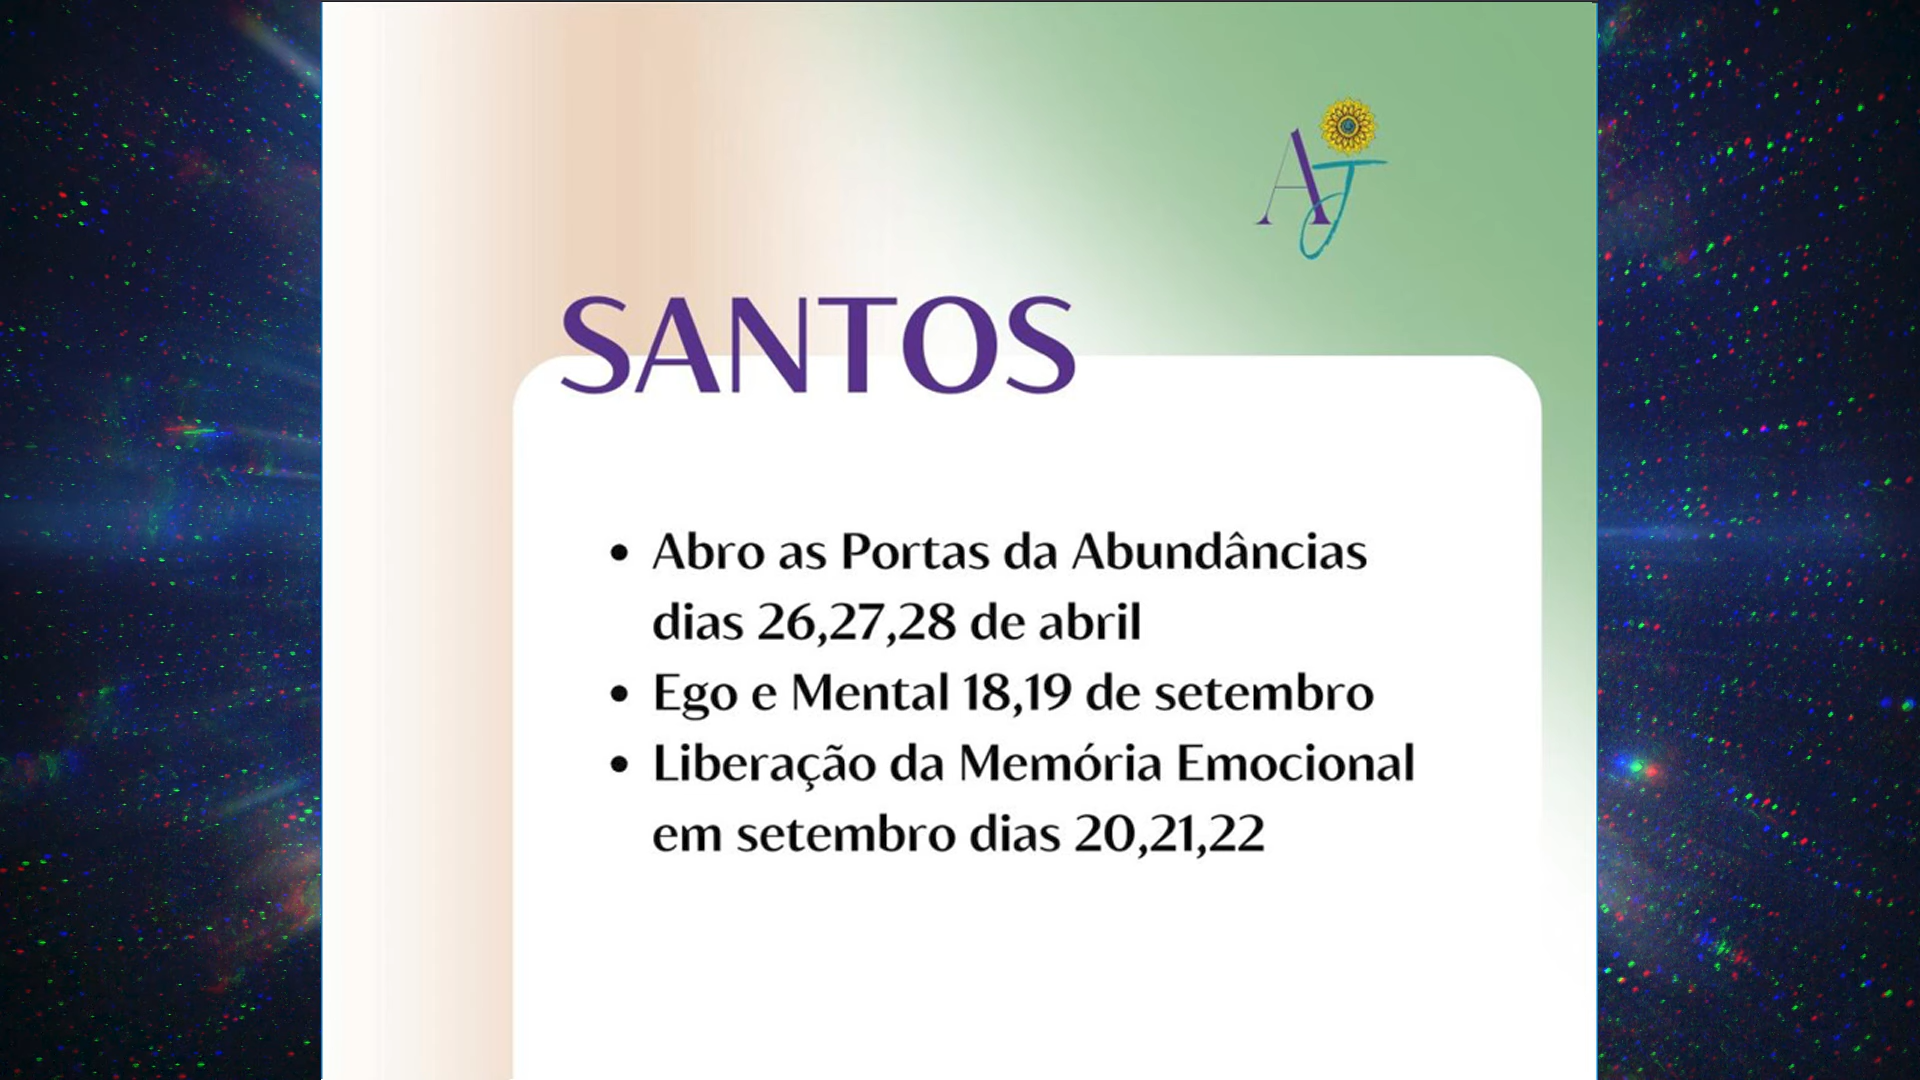 AJ
SANTOS
• Abro as Portas da Abundâncias
dias 26,27,28 de abril
• Ego e Mental 18,19 de setembro
• Liberação da Memória Emocional
em setembro dias 20,21,22